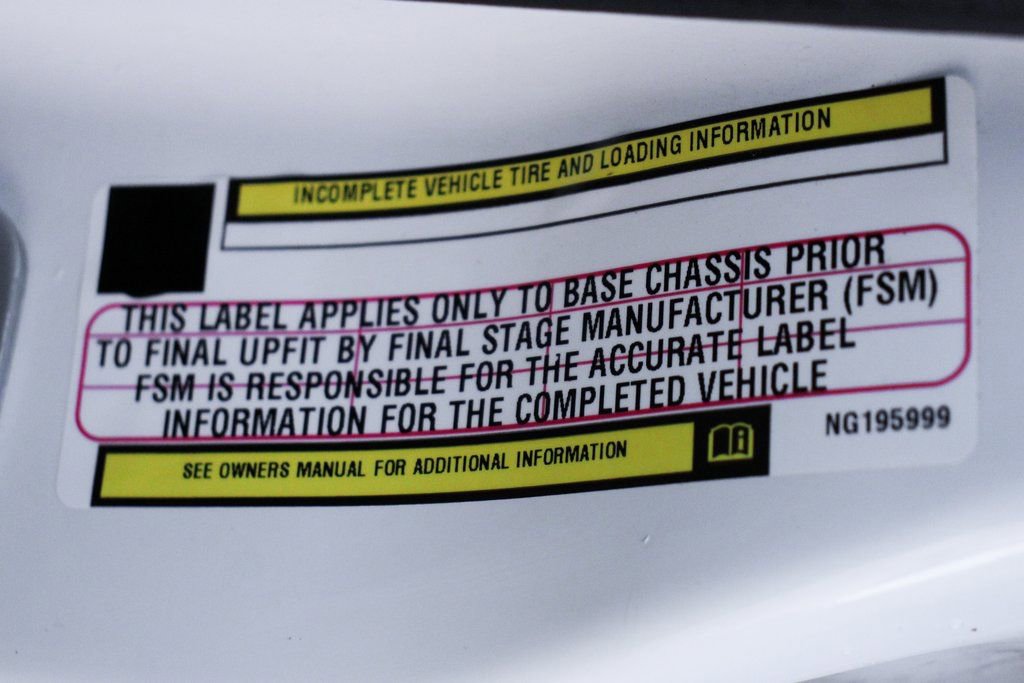 INCOMPLETE VEHICLE TIRE AND LOADING INFORMATION
THIS LABEL APPLIES ONLY TO BASE CHASSIS PRIOR
TO FINAL UPFIT BY FINAL STAGE MANUFACTURER (FSM)
FSM IS RESPONSIBLE FOR THE ACCURATE LABEL
INFORMATION FOR THE COMPLETED VEHICLE
NG195999
SEE OWNERS MANUAL FOR ADDITIONAL INFORMATION